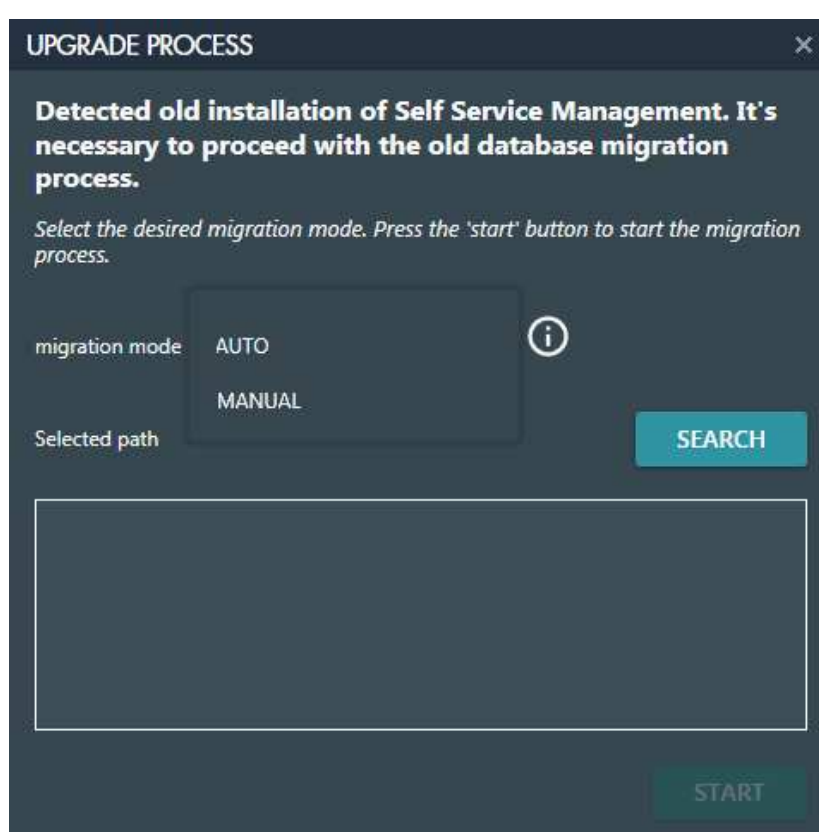 UPGRADE PROCESS
Detected old installation of Self Service Management. It's
necessary to proceed with the old database migration
process.
Select the desired migration mode. Press the 'start' button to start the migration
process.
migration mode
AUTO
MANUAL
Selected path
SEARCH
START